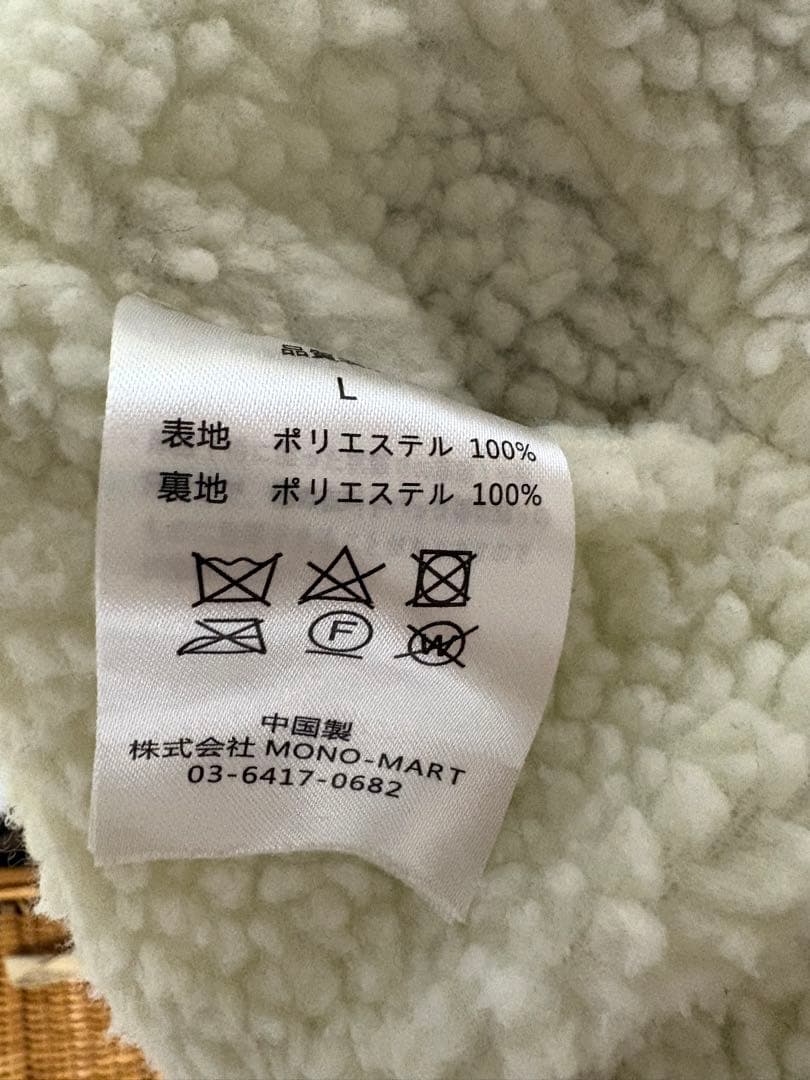 L
表地 ポリエステル 100%
裏地 ポリエステル 100%
F
W
中国製
株式会社 MONO-MART
03-6417-0682